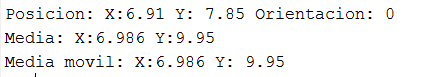 Posicion: X:6.91 Y: 7.85 Orientacion: 0
Media: X:6.986 Y:9.95
Media movil: X:6.986 Y: 9.95